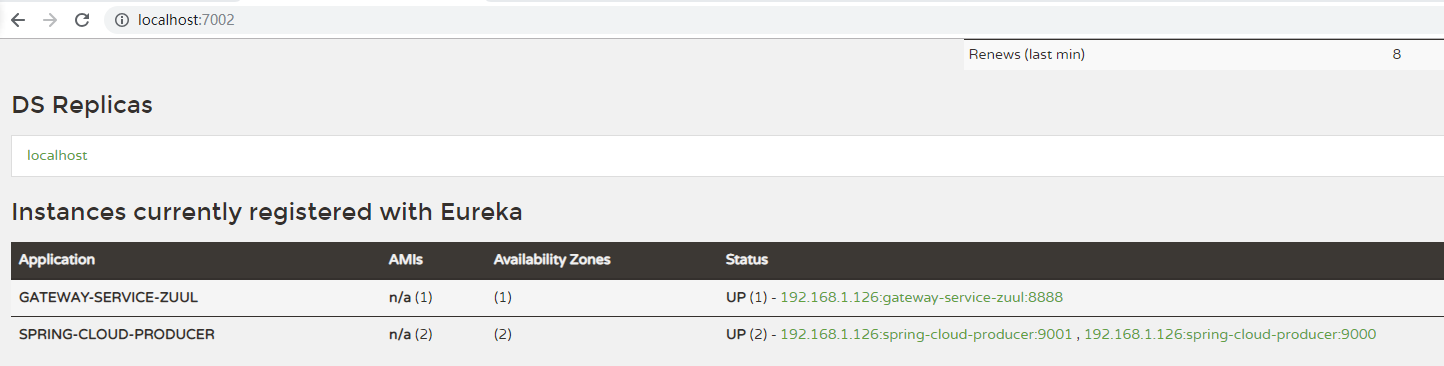 localhost:7002
Renews (last min) 8
DS Replicas
localhost
Instances currently registered with Eureka
Application AMIs Availability Zones Status
GATEWAY-SERVICE-ZUUL n/a (1) (1) UP (1) - 192.168.1.126:gateway-service-zuul:8888
SPRING-CLOUD-PRODUCER n/a (2) (2) UP (2) - 192.168.1.126:spring-cloud-producer:9001 , 192.168.1.126:spring-cloud-producer:9000